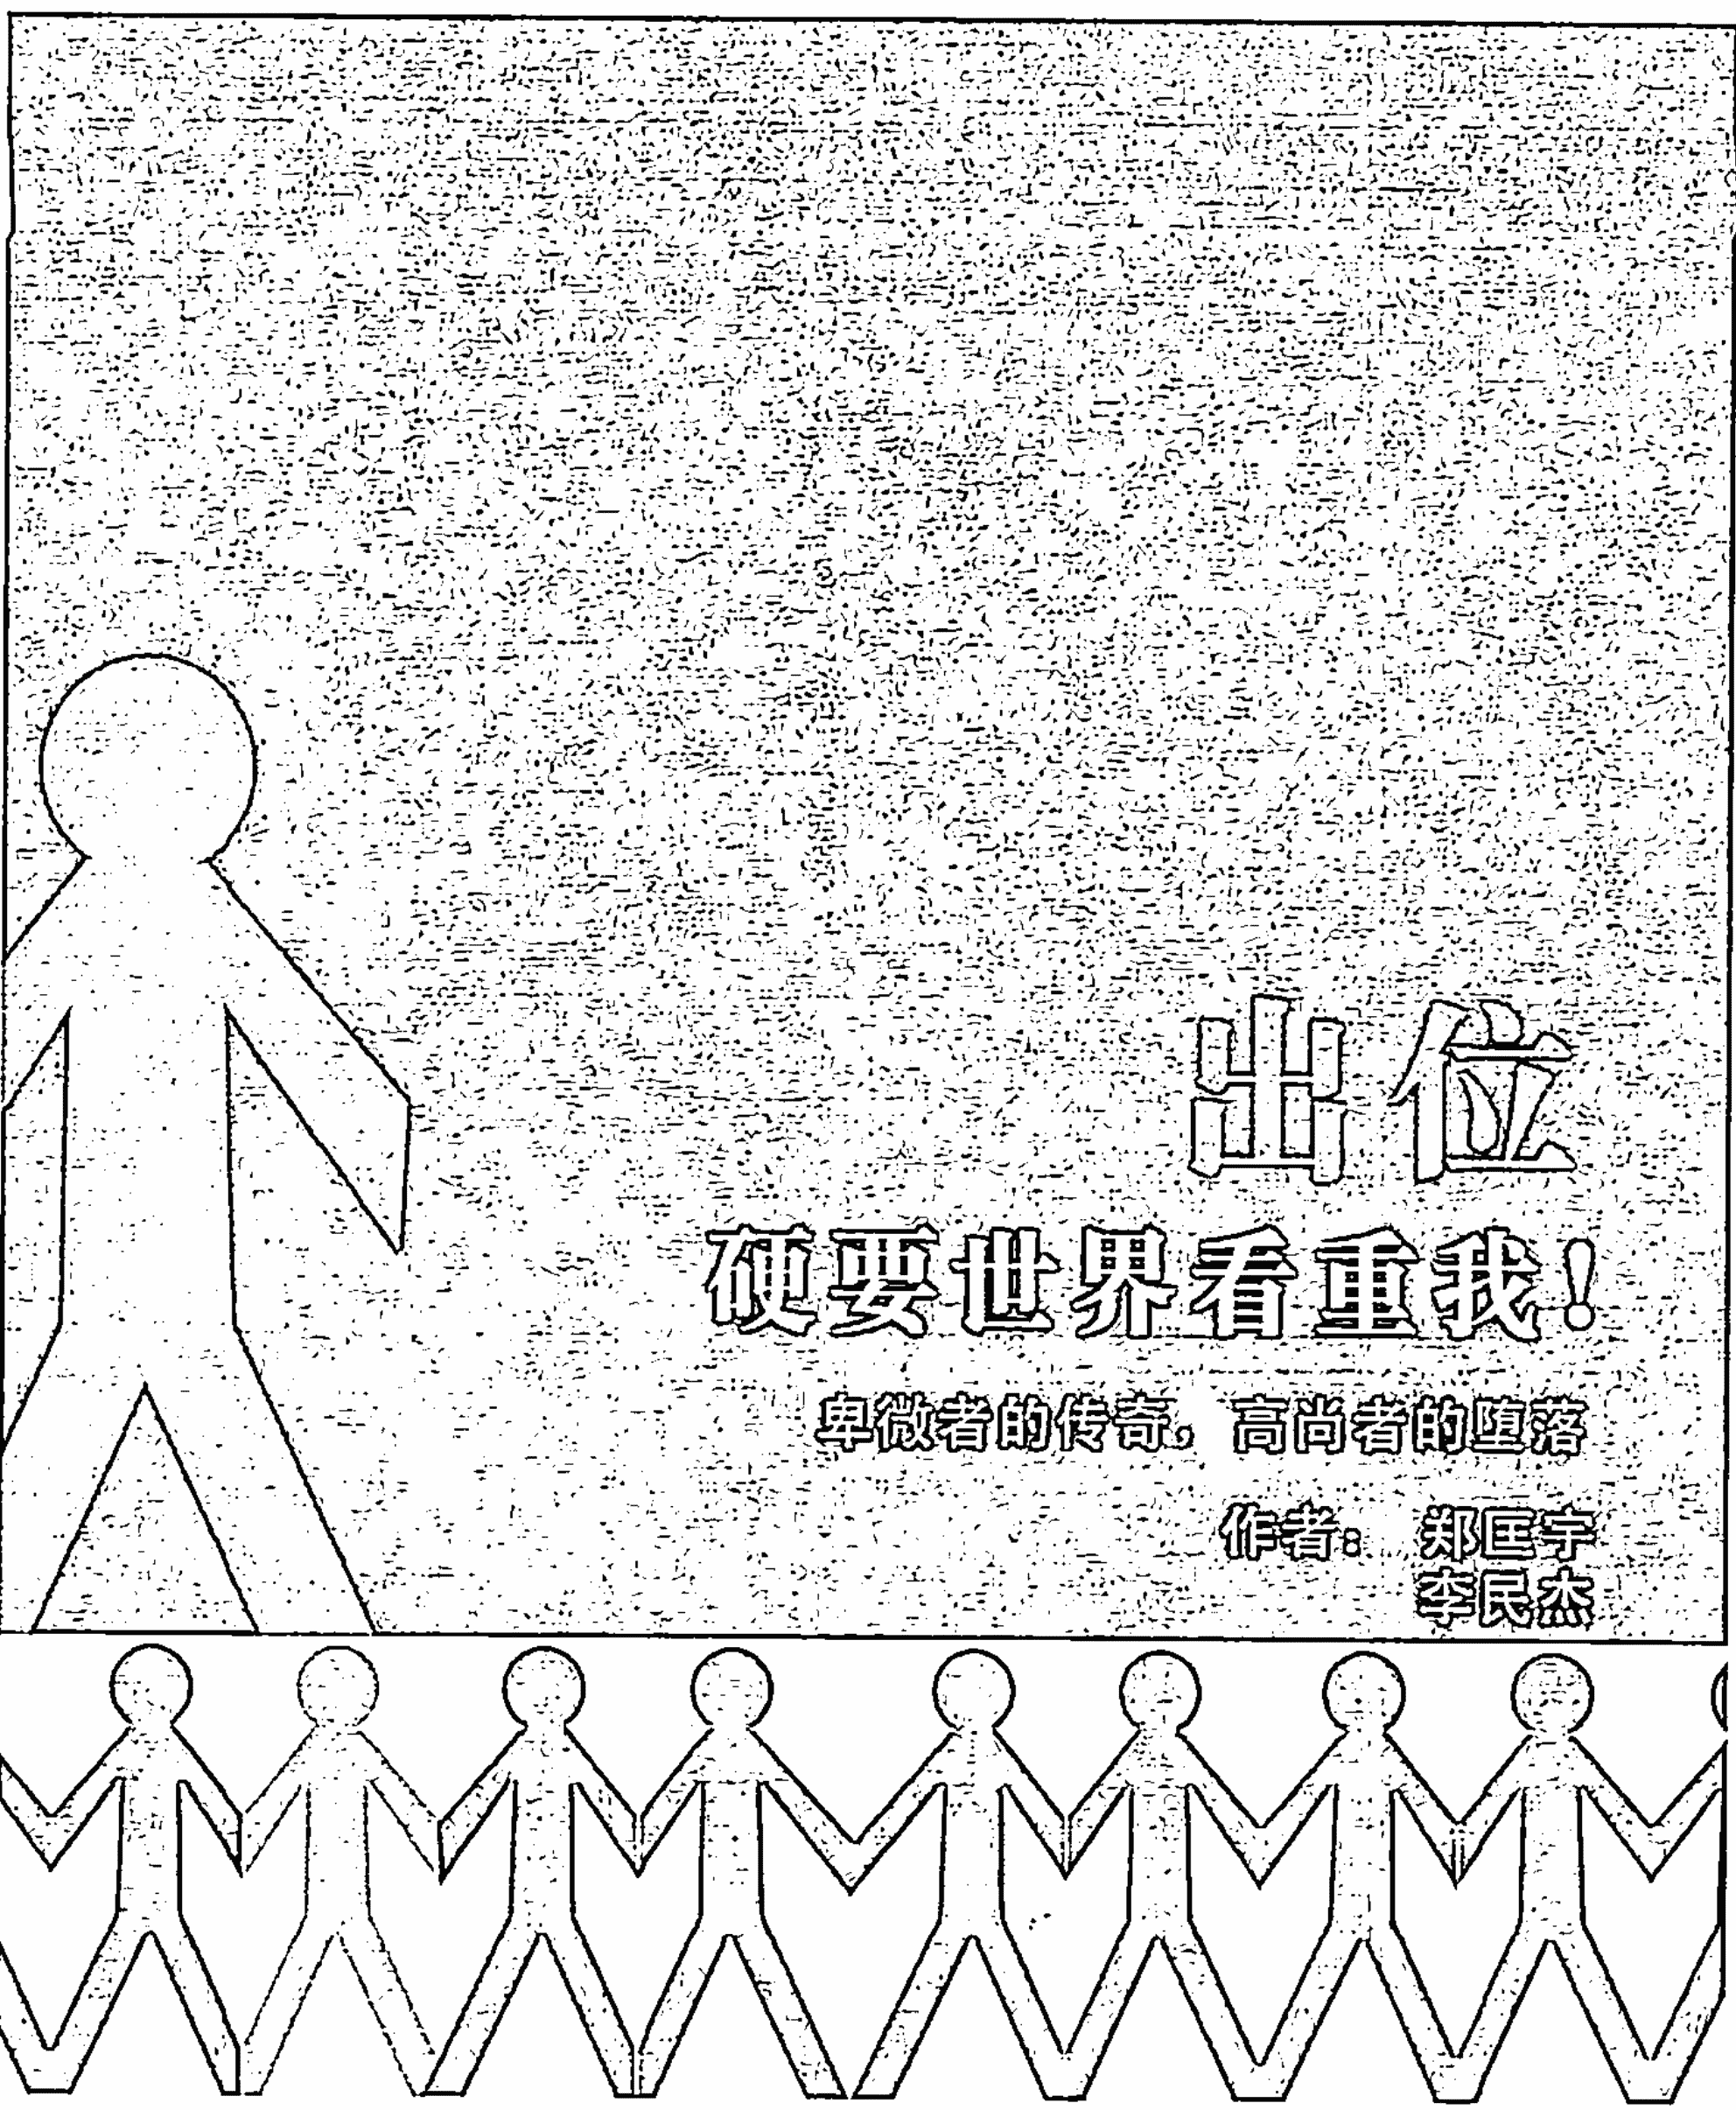 出位
硬要世界看重我!
卑微者的传奇，高尚者的堕落
作者： 郑匡宇
李民杰